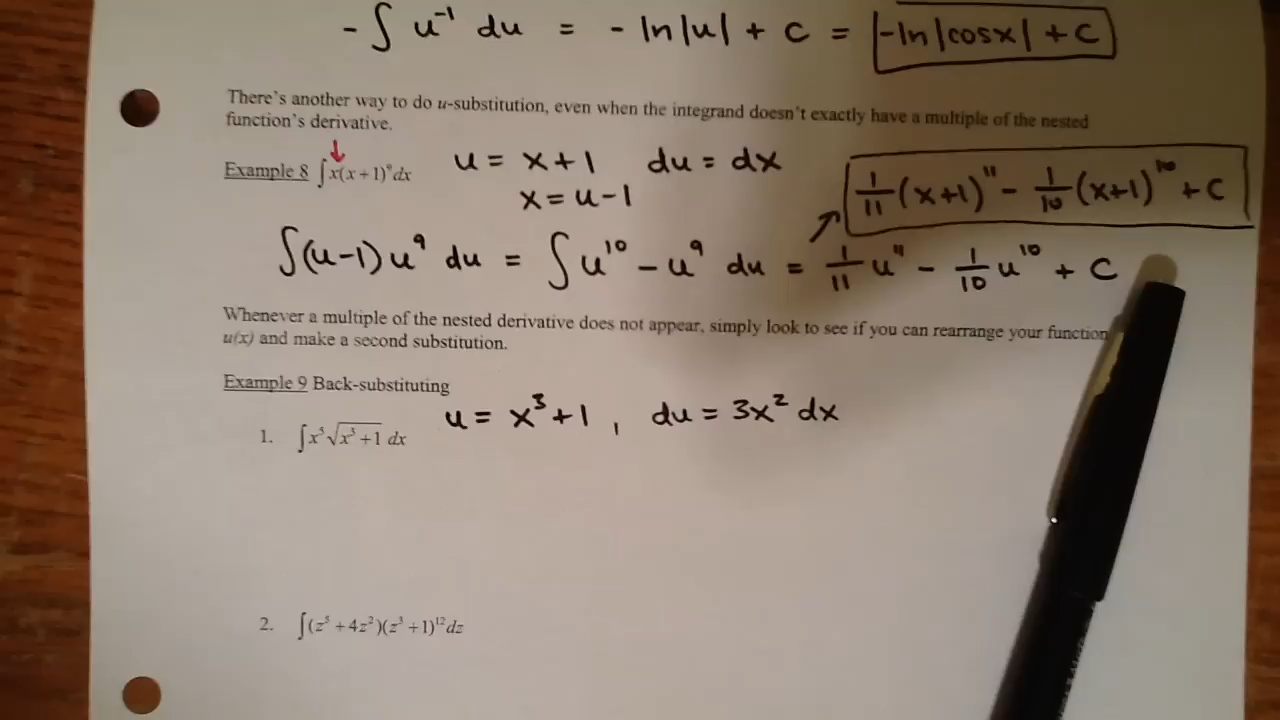 - ∫ u⁻¹ du = - ln|u| + c = -ln|cosx| + C
There's another way to do u-substitution, even when the integrand doesn't exactly have a multiple of the nested
function's derivative.
Example 8 ∫x(x+1)⁹dx u = x+1 du = dx
x = u-1
1/11 (x+1)¹¹ - 1/10 (x+1)¹⁰ + C
∫(u-1)u⁹ du = ∫u¹⁰ - u⁹ du = 1/11 u¹¹ - 1/10 u¹⁰ + C
Whenever a multiple of the nested derivative does not appear, simply look to see if you can rearrange your function
u(x) and make a second substitution.
Example 9 Back-substituting
u = x³+1 , du = 3x² dx
1. ∫x⁵√x³+1 dx
2. ∫(z⁵+4z²)(z³+1)¹²dz